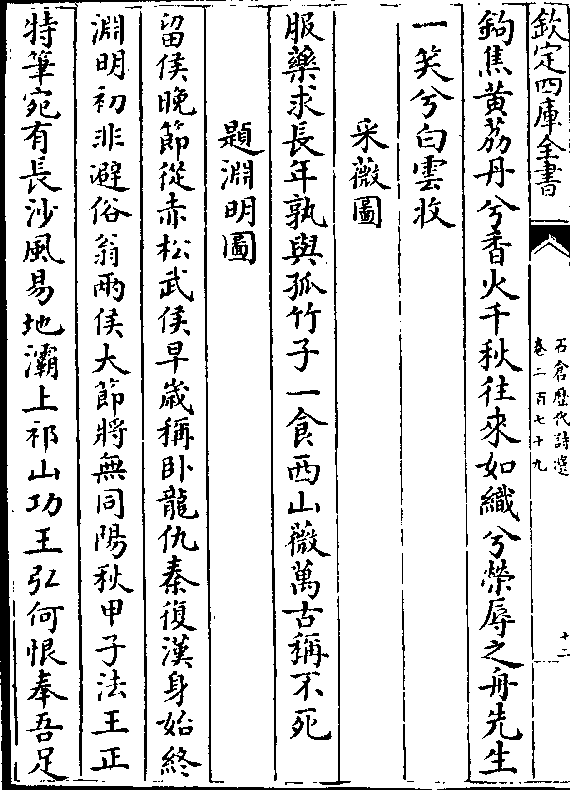 欽定四庫全書
石倉歷代詩選
卷二百七十九
十二
鉤焦黄荔丹兮香火千秋往來如織兮榮辱之舟先生
一笑兮白雲收
采薇圖
服藥求長年孰與孤竹子一食西山薇萬古稱不死
題淵明圖
留侯晚節從赤松武侯早歲稱卧龍仇秦復漢身始終
淵明初非避俗翁兩侯大節將無同陽秋甲子法王正
特筆宛有長沙風易地灞上祁山功王弘何恨奉吾足